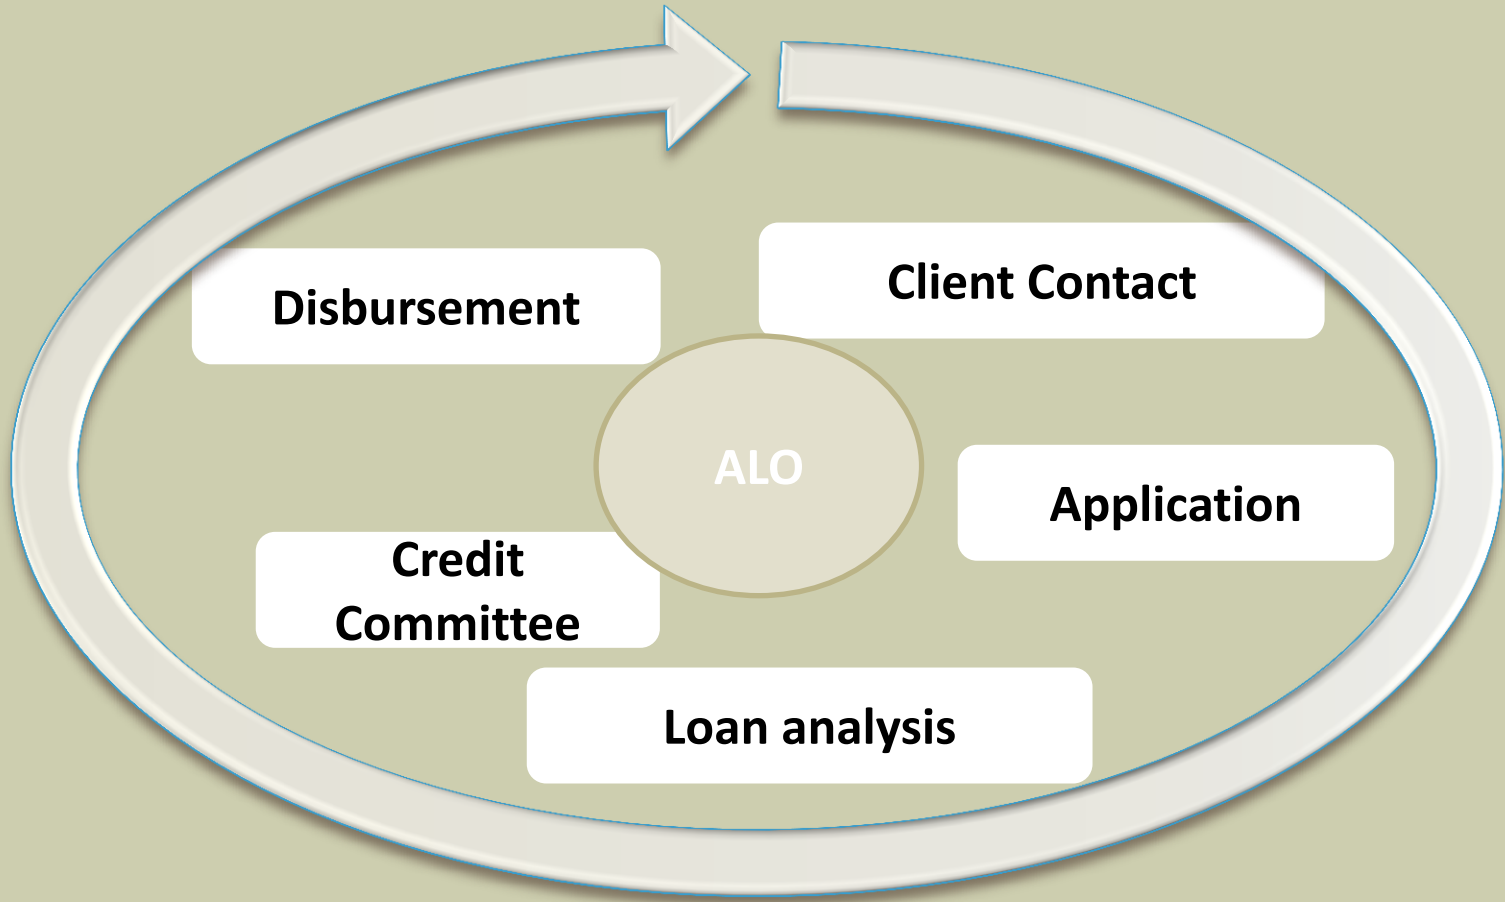 Client Contact
Disbursement
ALO
Application
Credit
Committee
Loan analysis